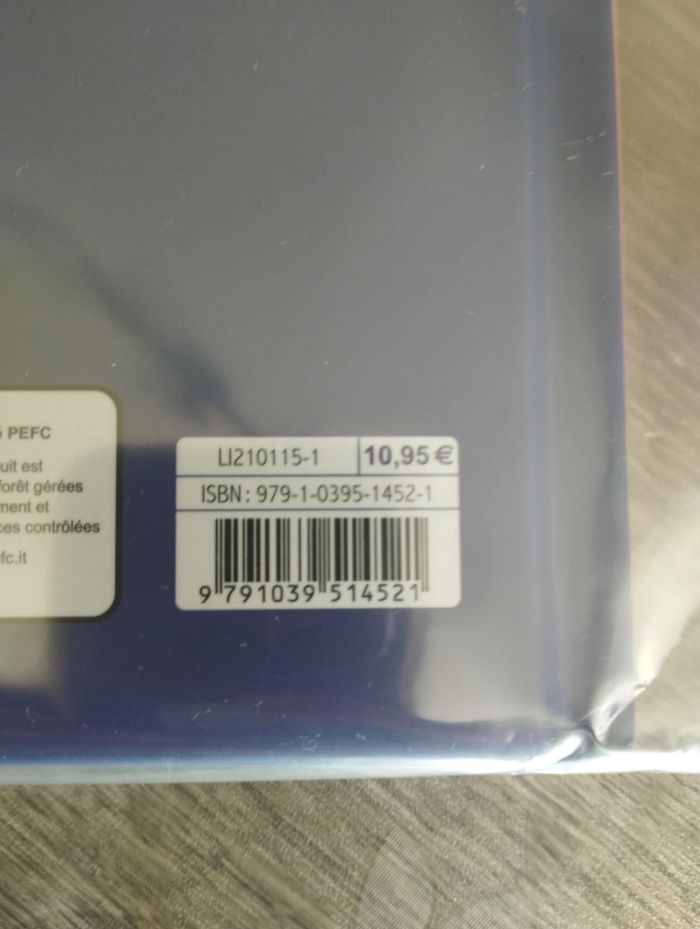 PEFC
uit est
forêt gérées
ment et
ces contrôlées
fc.it
LI210115-1
10,95€
ISBN : 979-1-0395-1452-1
9 791039 514521